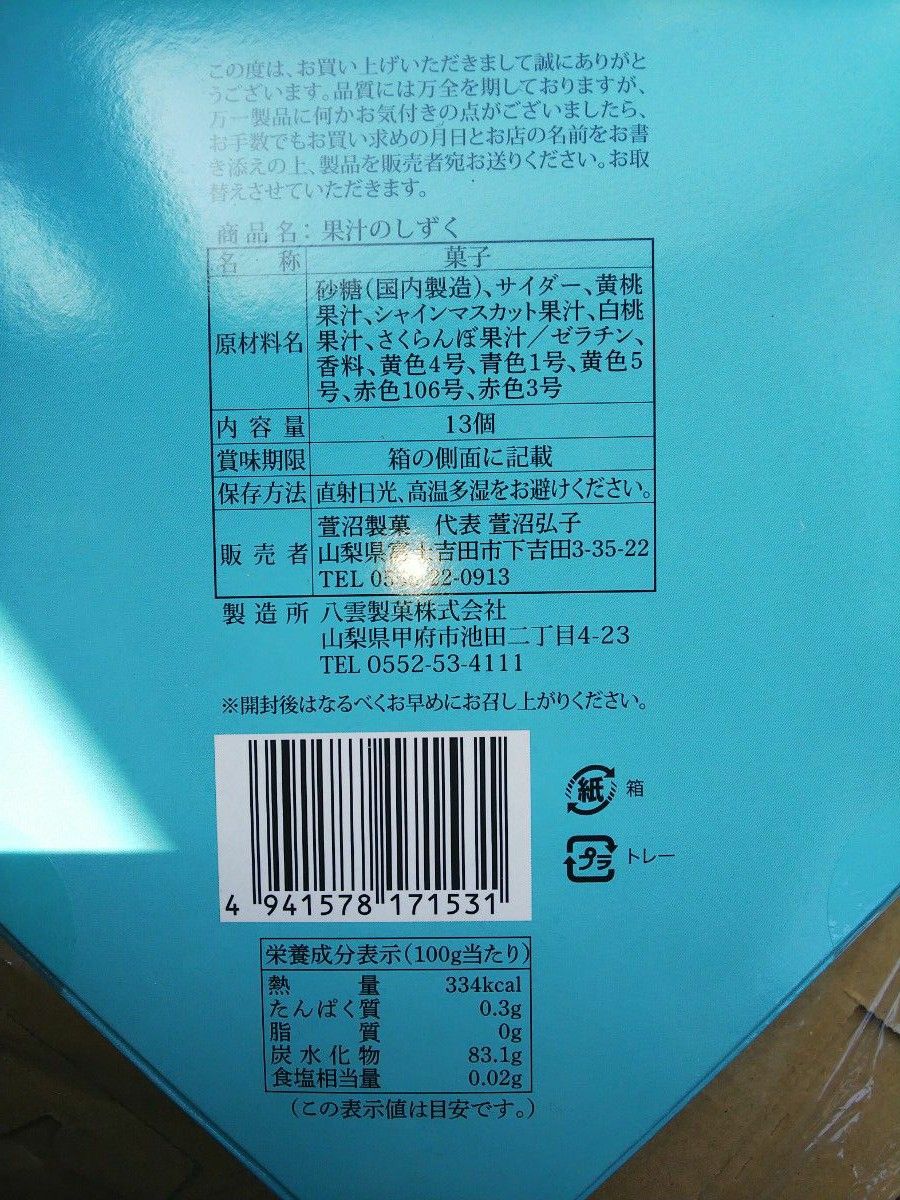 この度は、お買い上げいただきまして誠にありがと
うございます。品質には万全を期しておりますが、
万一製品に何かお気付きの点がございましたら、
お手数でもお買い求めの月日とお店の名前をお書
き添えの上、製品を販売者宛お送りください。お取
替えさせていただきます。
商品名：果汁のしずく
名称 菓子
砂糖(国内製造)、サイダー、黄桃
果汁、シャインマスカット果汁、白桃
原材料名 果汁、さくらんぼ果汁／ゼラチン、
香料、黄色4号、青色1号、黄色5
号、赤色106号、赤色3号
内容量 13個
賞味期限 箱の側面に記載
保存方法 直射日光、高温多湿をお避けください。
萱沼製菓 代表 萱沼弘子
販売者 山梨県富士吉田市下吉田3-35-22
TEL 22-0913
製造所 八雲製菓株式会社
山梨県甲府市池田二丁目4-23
TEL 0552-53-4111
※開封後はなるべくお早めにお召し上がりください。
紙 箱
プラ トレー
4 941578 171531
栄養成分表示(100g当たり)
熱量 334kcal
たんぱく質 0.3g
脂質 0g
炭水化物 83.1g
食塩相当量 0.02g
(この表示値は目安です。)